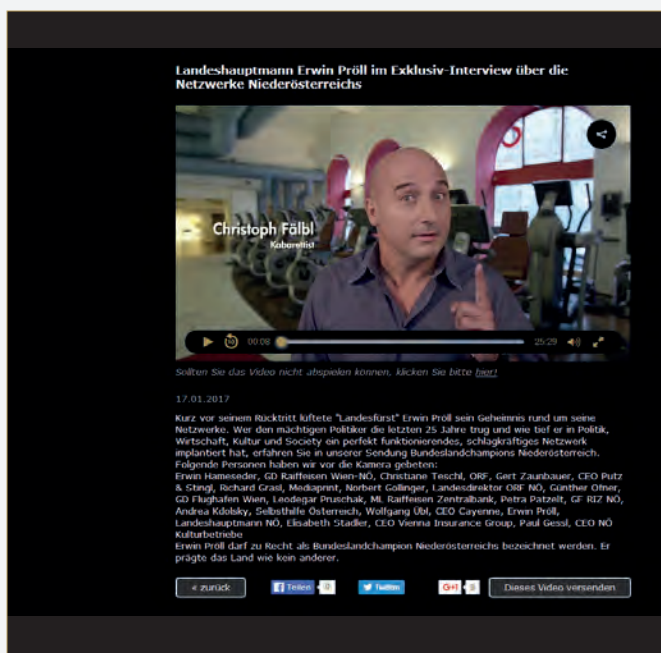 Landeshauptmann Erwin Pröll im Exklusiv-Interview über die
Netzwerke Niederösterreichs
Christoph Fälbl
Kabarettist
10
00:08
25:29
Sollten Sie das Video nicht abspielen können, klicken Sie bitte hier!
17.01.2017
Kurz vor seinem Rücktritt lüftete "Landesfürst" Erwin Pröll sein Geheimnis rund um seine
Netzwerke. Wer den mächtigen Politiker die letzten 25 Jahre trug und wie tief er in Politik,
Wirtschaft, Kultur und Society ein perfekt funktionierendes, schlagkräftiges Netzwerk
implantiert hat, erfahren Sie in unserer Sendung Bundeslandchampions Niederösterreich.
Folgende Personen haben wir vor die Kamera gebeten:
Erwin Hameseder, GD Raiffeisen Wien-NÖ, Christiane Teschl, ORF, Gert Zaunbauer, CEO Putz
& Stingl, Richard Grasl, Mediaprint, Norbert Gollinger, Landesdirektor ORF NÖ, Günther Ofner,
GD Flughafen Wien, Leodegar Pruschak, ML Raiffeisen Zentralbank, Petra Patzelt, GF RIZ NÖ,
Andrea Kdolsky, Selbsthilfe Österreich, Wolfgang Übl, CEO Cayenne, Erwin Pröll,
Landeshauptmann NÖ, Elisabeth Stadler, CEO Vienna Insurance Group, Paul Gessl, CEO NÖ
Kulturbetriebe
Erwin Pröll darf zu Recht als Bundeslandchampion Niederösterreichs bezeichnet werden. Er
prägte das Land wie kein anderer.
« zurück
Teilen
0
Twittern
G+1
Dieses Video versenden